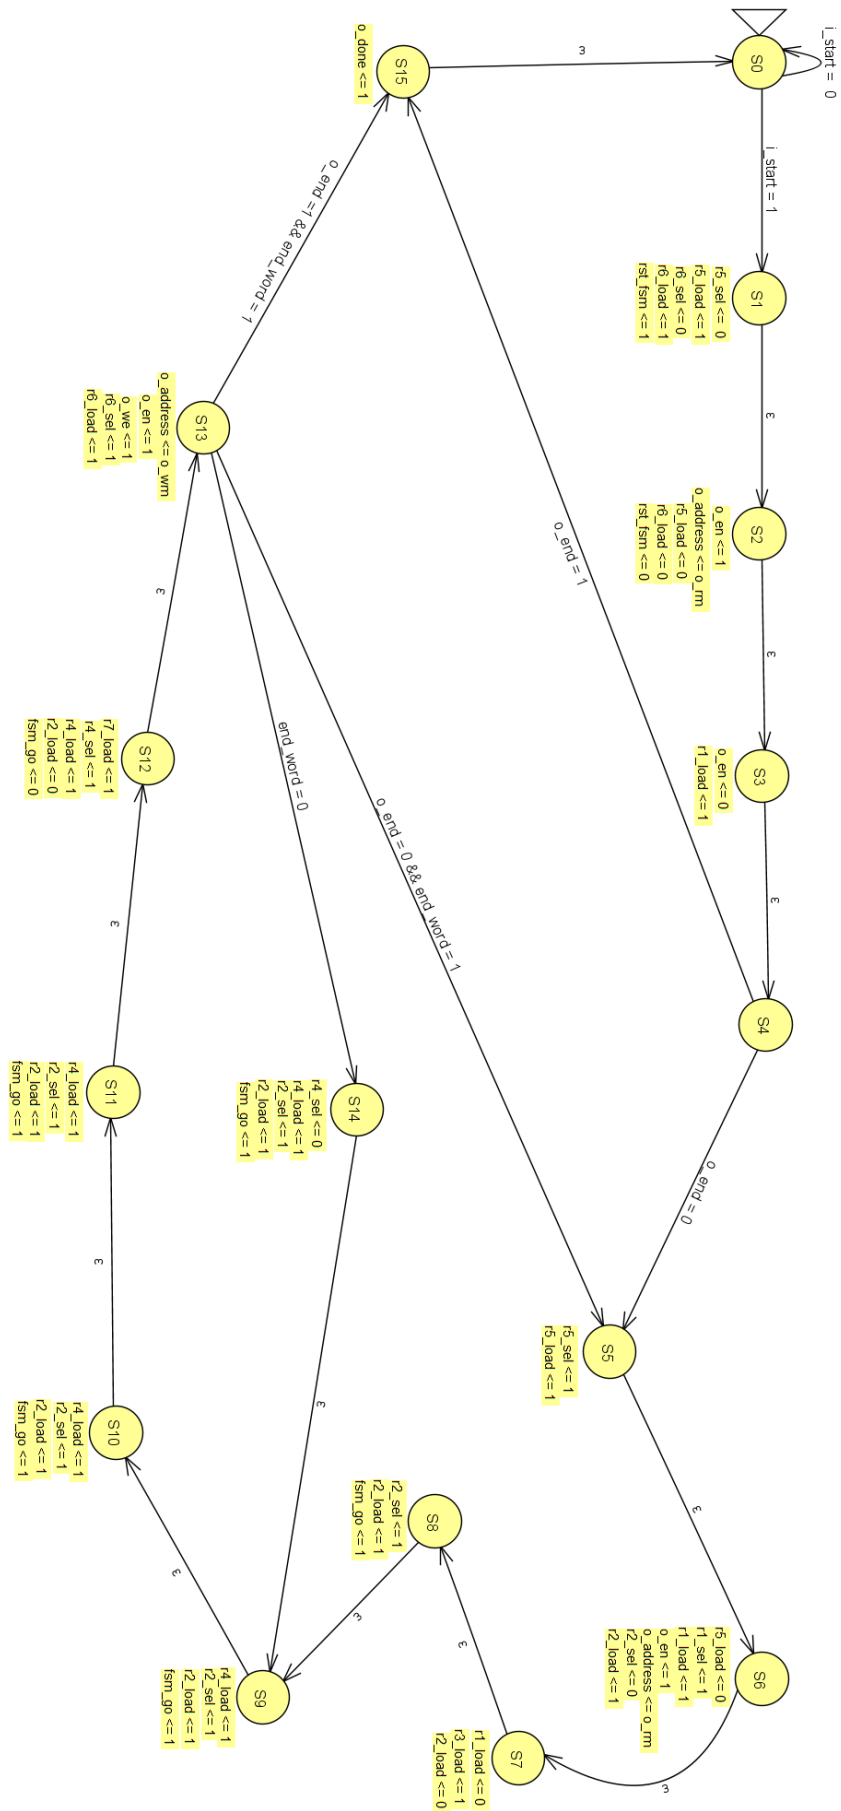 i_start = 0
S0
i_start = 1
S1
r5_sel <= 0
r5_load <= 1
r6_sel <= 0
r6_load <= 1
rst_fsm <= 1
ε
S2
o_en <= 1
o_address <= o_rm
r5_load <= 0
r6_load <= 0
rst_fsm <= 0
ε
S3
o_en <= 0
r1_load <= 1
ε
S4
o_end = 1
o_end = 0
S5
r5_sel <= 1
r5_load <= 1
ε
S6
r5_load <= 0
r1_sel <= 1
r1_load <= 1
o_en <= 1
o_address <= o_rm
r2_sel <= 0
r2_load <= 1
ε
S7
r1_load <= 0
r3_load <= 1
r2_load <= 0
ε
S8
r2_sel <= 1
r2_load <= 1
fsm_go <= 1
ε
S9
r4_load <= 1
r2_sel <= 1
r2_load <= 1
fsm_go <= 1
ε
S10
r4_load <= 1
r2_sel <= 1
r2_load <= 1
fsm_go <= 1
ε
S11
r4_load <= 1
r2_sel <= 1
r2_load <= 1
fsm_go <= 1
ε
S12
r7_load <= 1
r4_sel <= 1
r4_load <= 1
r2_load <= 0
fsm_go <= 0
ε
S13
o_address <= o_wm
o_en <= 1
o_we <= 1
r6_sel <= 1
r6_load <= 1
o_end = 0 && end_word = 1
end_word = 0
S14
r4_sel <= 0
r4_load <= 1
r2_sel <= 1
r2_load <= 1
fsm_go <= 1
ε
o_end =1 && end_word = 1
S15
o_done <= 1
ε